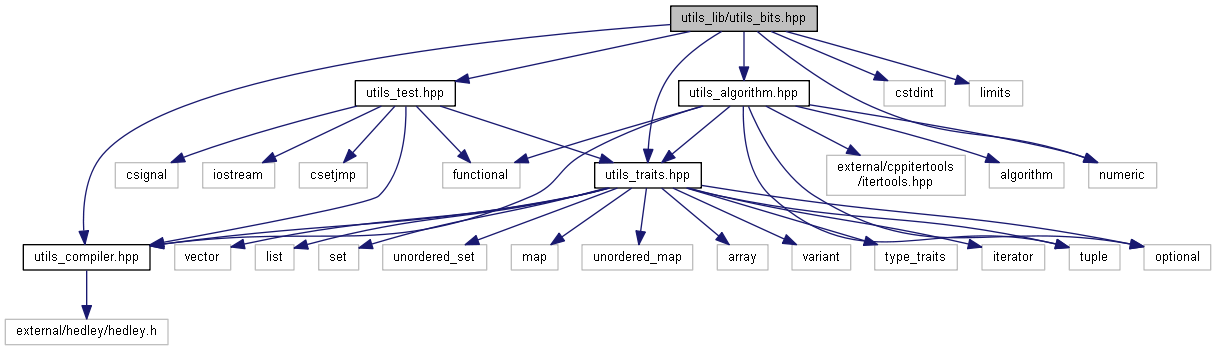 utils_lib/utils_bits.hpp
utils_test.hpp
utils_algorithm.hpp
cstdint
limits
csignal
iostream
csetjmp
functional
utils_traits.hpp
external/cppitertools
/itertools.hpp
algorithm
numeric
utils_compiler.hpp
vector
list
set
unordered_set
map
unordered_map
array
variant
type_traits
iterator
tuple
optional
external/hedley/hedley.h